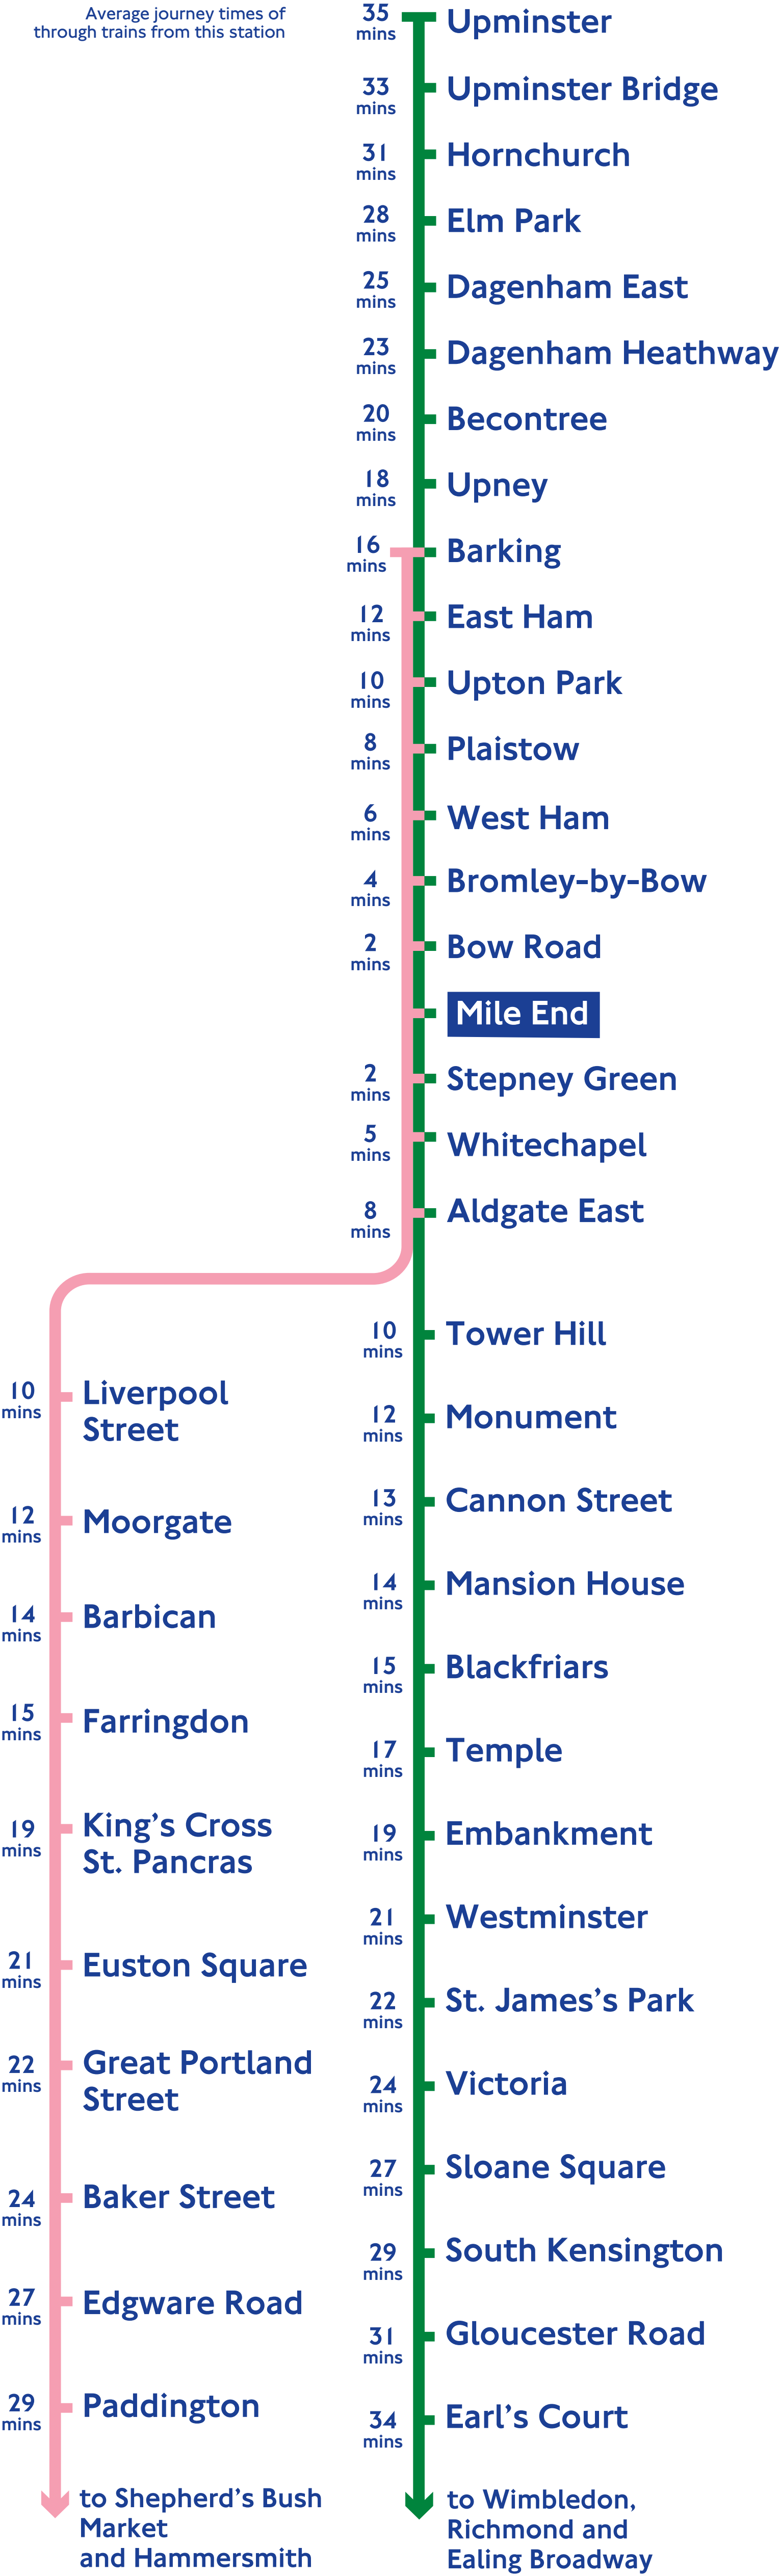 Average journey times of
through trains from this station
35
mins
Upminster
33
mins
Upminster Bridge
31
mins
Hornchurch
28
mins
Elm Park
25
mins
Dagenham East
23
mins
Dagenham Heathway
20
mins
Becontree
18
mins
Upney
16
mins
Barking
12
mins
East Ham
10
mins
Upton Park
8
mins
Plaistow
6
mins
West Ham
4
mins
Bromley-by-Bow
2
mins
Bow Road
Mile End
2
mins
Stepney Green
5
mins
Whitechapel
8
mins
Aldgate East
10
mins
Liverpool
Street
12
mins
Moorgate
14
mins
Barbican
15
mins
Farringdon
19
mins
King's Cross
St. Pancras
21
mins
Euston Square
22
mins
Great Portland
Street
24
mins
Baker Street
27
mins
Edgware Road
29
mins
Paddington
to Shepherd's Bush
Market
and Hammersmith
10
mins
Tower Hill
12
mins
Monument
13
mins
Cannon Street
14
mins
Mansion House
15
mins
Blackfriars
17
mins
Temple
19
mins
Embankment
21
mins
Westminster
22
mins
St. James's Park
24
mins
Victoria
27
mins
Sloane Square
29
mins
South Kensington
31
mins
Gloucester Road
34
mins
Earl's Court
to Wimbledon,
Richmond and
Ealing Broadway